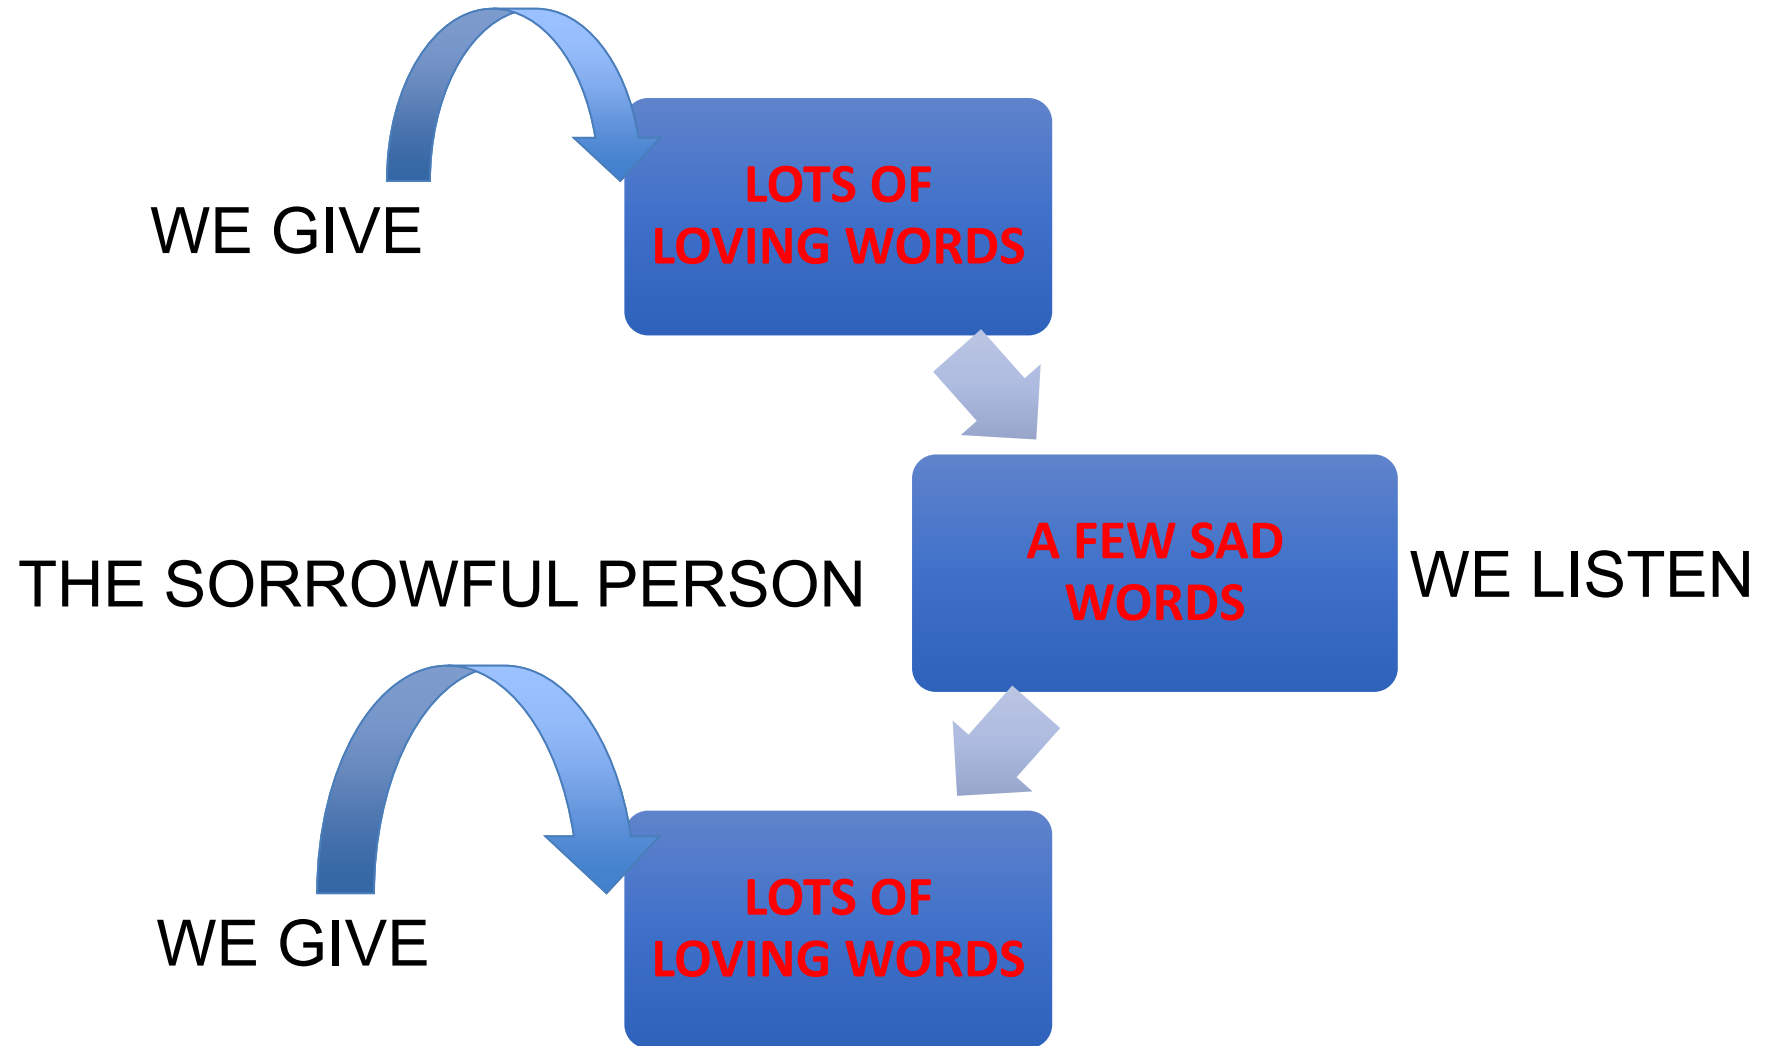 LOTS OF
LOVING WORDS
WE GIVE
THE SORROWFUL PERSON
A FEW SAD
WORDS
WE LISTEN
WE GIVE
LOTS OF
LOVING WORDS